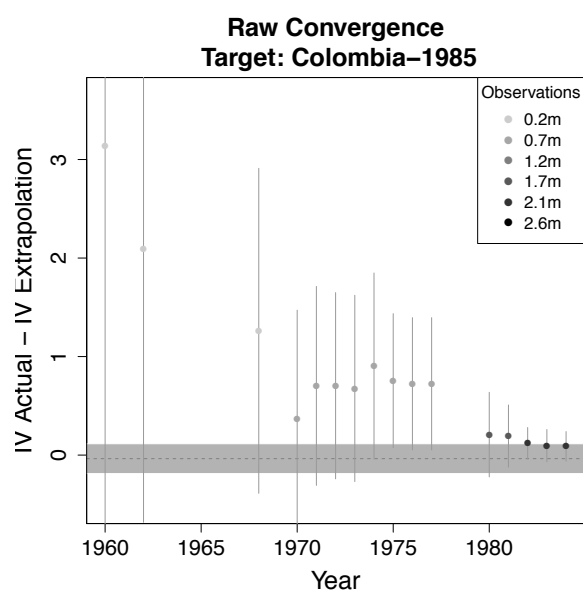 Raw Convergence
Target: Colombia−1985
Observations
0.2m
0.7m
1.2m
1.7m
2.1m
2.6m
IV Actual − IV Extrapolation
3
2
1
0
1960 1965 1970 1975 1980
Year